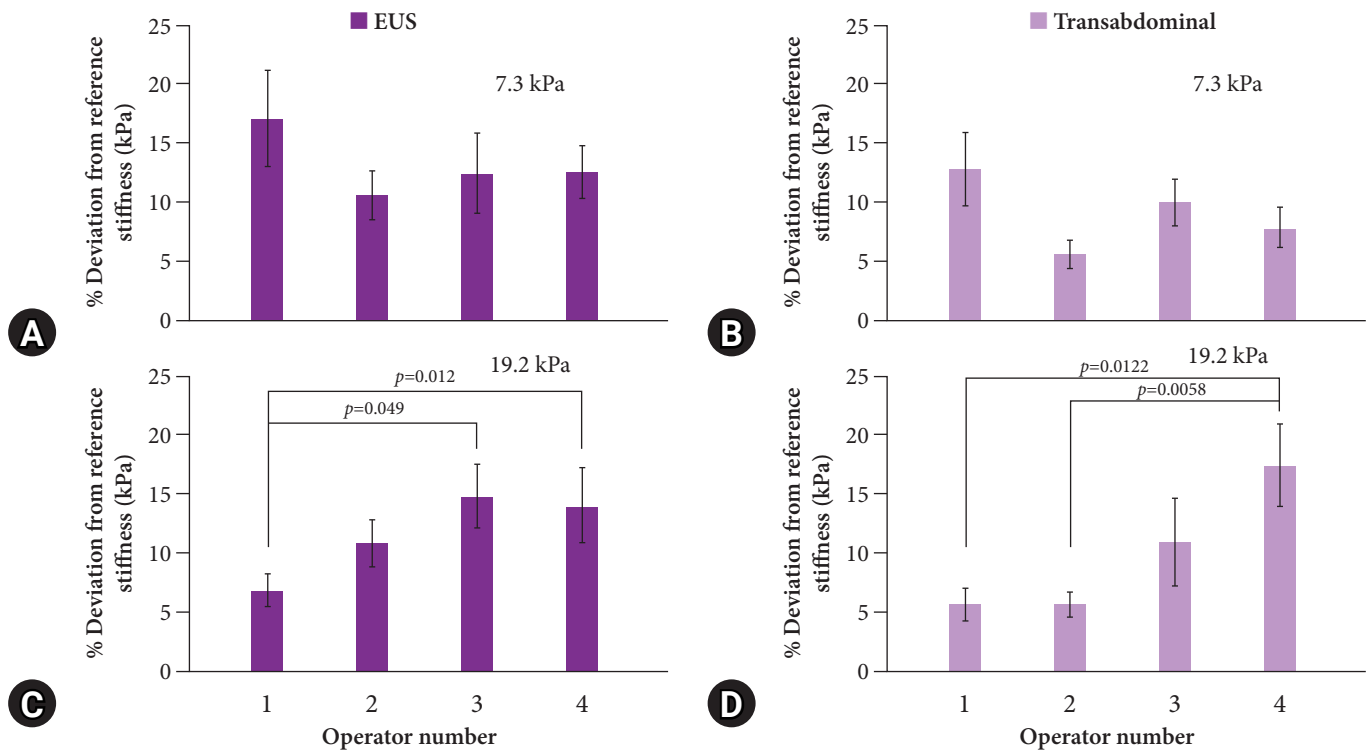 EUS
% Deviation from reference
stiffness (kPa)
25
20
15
10
5
0
7.3 kPa
A
Transabdominal
% Deviation from reference
stiffness (kPa)
25
20
15
10
5
0
7.3 kPa
B
19.2 kPa
% Deviation from reference
stiffness (kPa)
25
20
15
10
5
0
p=0.012
p=0.049
C
1 2 3 4
Operator number
19.2 kPa
% Deviation from reference
stiffness (kPa)
25
20
15
10
5
0
p=0.0122
p=0.0058
D
1 2 3 4
Operator number